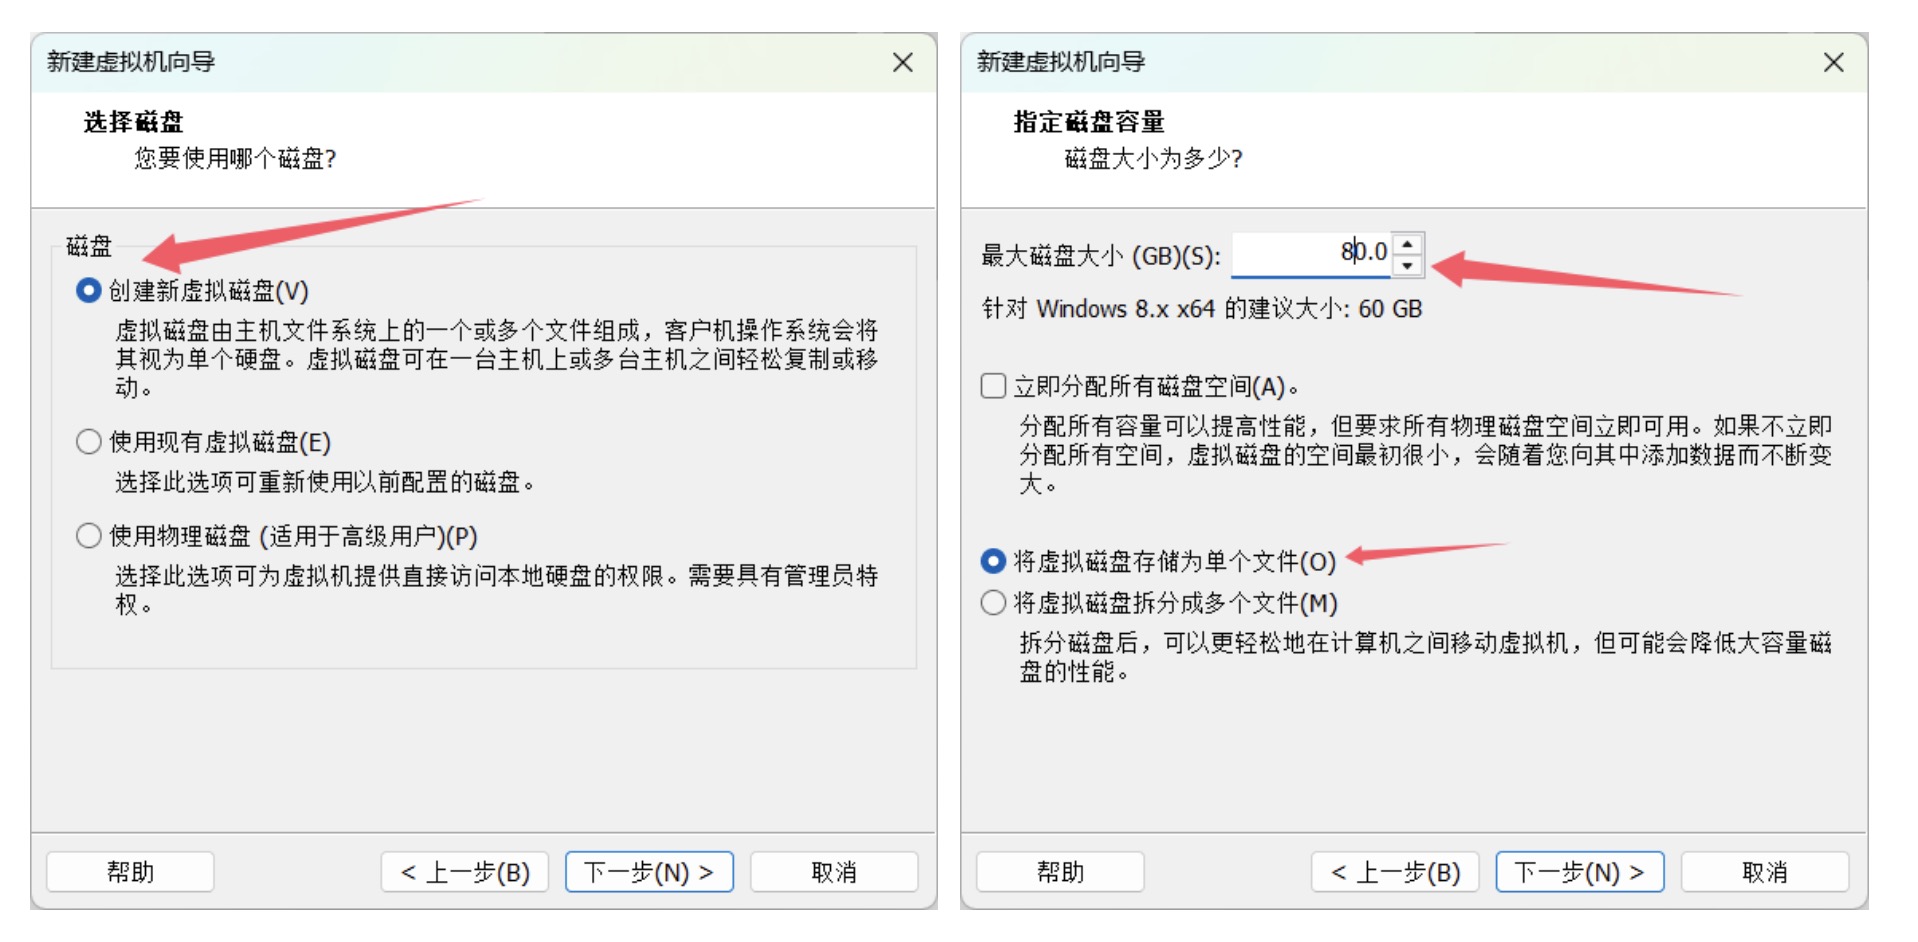 新建虚拟机向导
选择磁盘
您要使用哪个磁盘?
磁盘
创建新虚拟磁盘(V)
虚拟磁盘由主机文件系统上的一个或多个文件组成，客户机操作系统会将
其视为单个硬盘。虚拟磁盘可在一台主机上或多台主机之间轻松复制或移
动。
使用现有虚拟磁盘(E)
选择此选项可重新使用以前配置的磁盘。
使用物理磁盘 (适用于高级用户)(P)
选择此选项可为虚拟机提供直接访问本地硬盘的权限。需要具有管理员特
权。
帮助
< 上一步(B)
下一步(N) >
取消
新建虚拟机向导
指定磁盘容量
磁盘大小为多少?
最大磁盘大小 (GB)(S): 80.0
针对 Windows 8.x x64 的建议大小: 60 GB
立即分配所有磁盘空间(A)。
分配所有容量可以提高性能，但要求所有物理磁盘空间立即可用。如果不立即
分配所有空间，虚拟磁盘的空间最初很小，会随着您向其中添加数据而不断变
大。
将虚拟磁盘存储为单个文件(O)
将虚拟磁盘拆分成多个文件(M)
拆分磁盘后，可以更轻松地在计算机之间移动虚拟机，但可能会降低大容量磁
盘的性能。
帮助
< 上一步(B)
下一步(N) >
取消